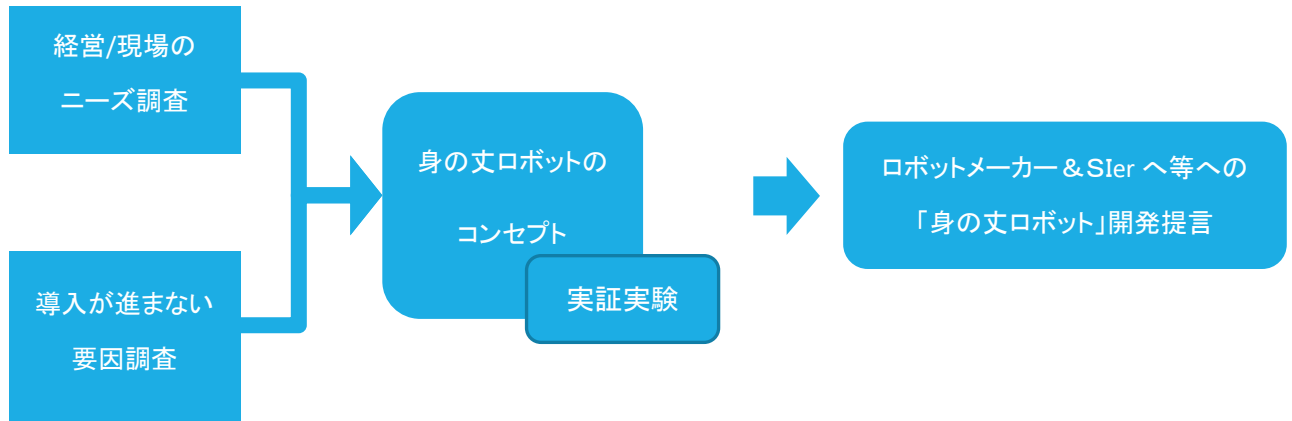 経営/現場の
ニーズ調査
導入が進まない
要因調査
身の丈ロボットの
コンセプト
実証実験
ロボットメーカー&SIer へ等への
「身の丈ロボット」開発提言